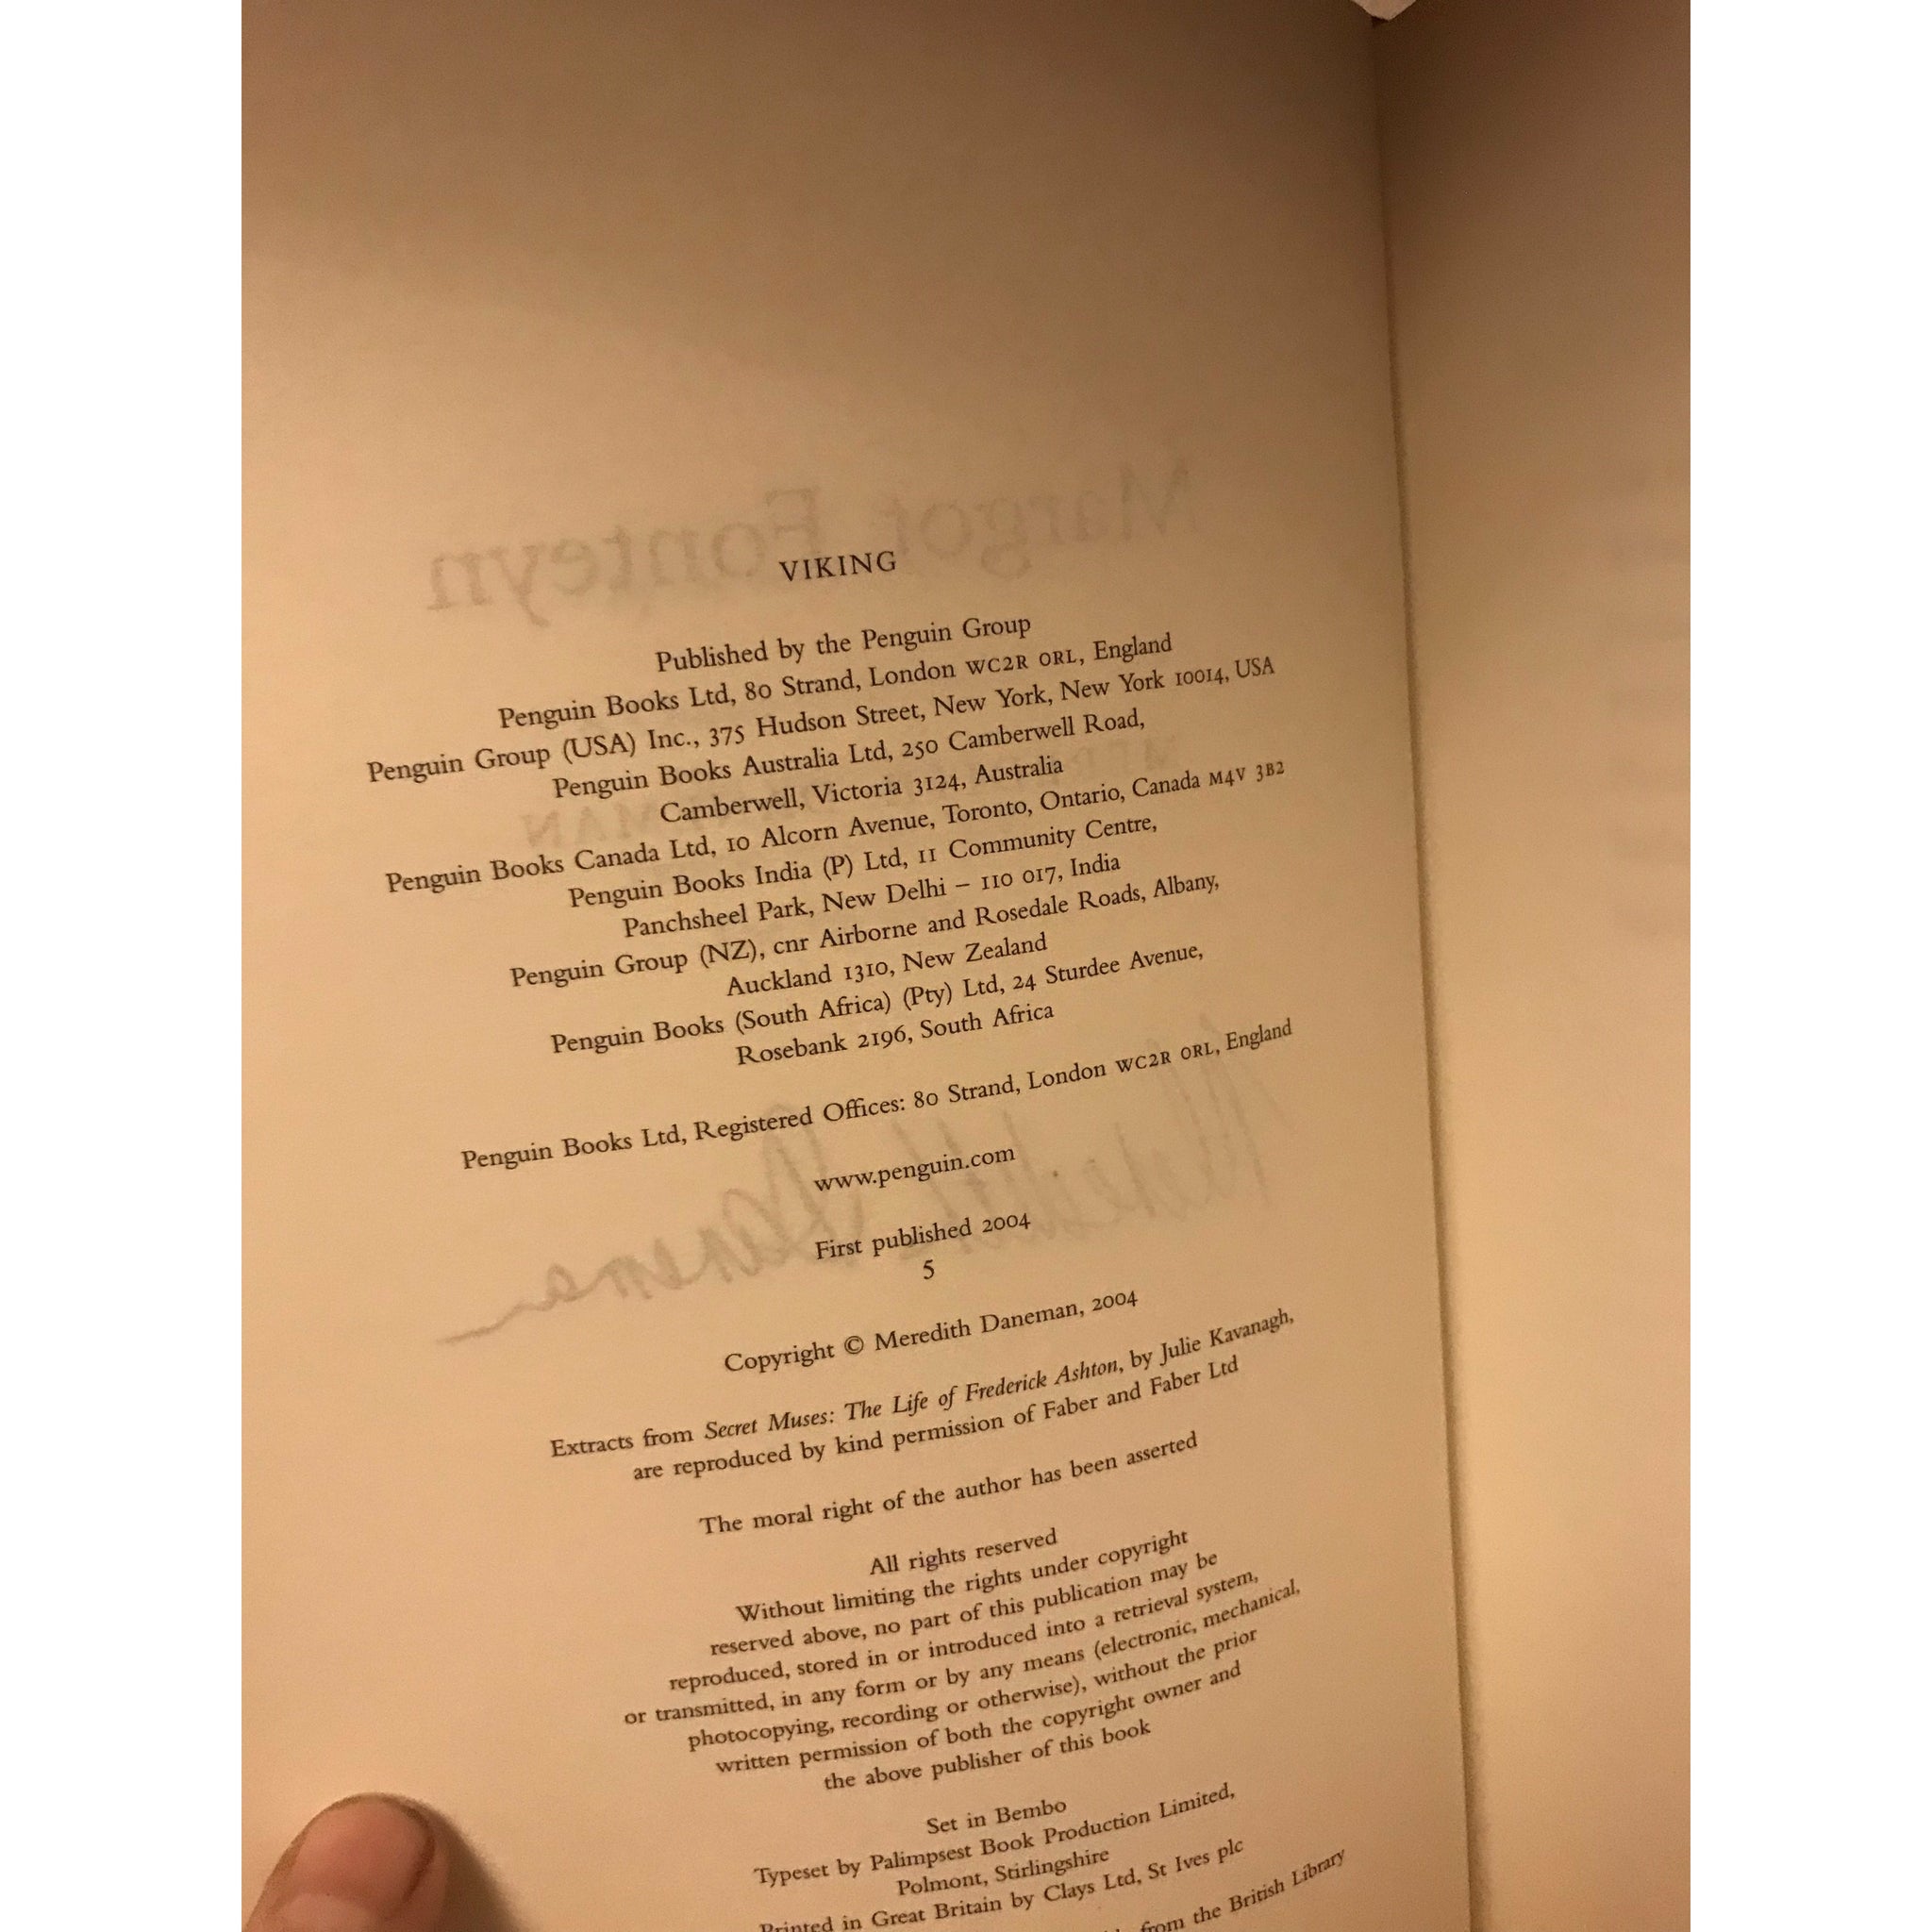 Margot Fonteyn
VIKING
Published by the Penguin Group
Penguin Books Ltd, 80 Strand, London WC2R ORL, England
Penguin Group (USA) Inc., 375 Hudson Street, New York, New York 10014, USA
Penguin Books Australia Ltd, 250 Camberwell Road,
Camberwell, Victoria 3124, Australia
Penguin Books Canada Ltd, 10 Alcorn Avenue, Toronto, Ontario, Canada M4V 3B2
Penguin Books India (P) Ltd, 11 Community Centre,
Panchsheel Park, New Delhi – 110 017, India
Penguin Group (NZ), cnr Airborne and Rosedale Roads, Albany,
Auckland 1310, New Zealand
Penguin Books (South Africa) (Pty) Ltd, 24 Sturdee Avenue,
Rosebank 2196, South Africa
Penguin Books Ltd, Registered Offices: 80 Strand, London WC2R ORL, England
www.penguin.com
First published 2004
5
Copyright © Meredith Daneman, 2004
Extracts from Secret Muses: The Life of Frederick Ashton, by Julie Kavanagh,
are reproduced by kind permission of Faber and Faber Ltd
The moral right of the author has been asserted
All rights reserved
Without limiting the rights under copyright
reserved above, no part of this publication may be
reproduced, stored in or introduced into a retrieval system,
or transmitted, in any form or by any means (electronic, mechanical,
photocopying, recording or otherwise), without the prior
written permission of both the copyright owner and
the above publisher of this book
Set in Bembo
Typeset by Palimpsest Book Production Limited,
Polmont, Stirlingshire
Printed in Great Britain by Clays Ltd, St Ives plc
from the British Library